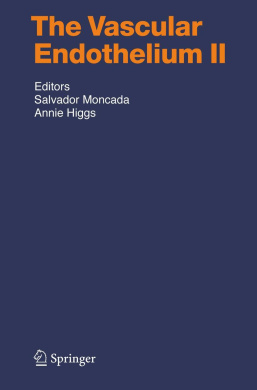 The Vascular
Endothelium II
Editors
Salvador Moncada
Annie Higgs
Springer